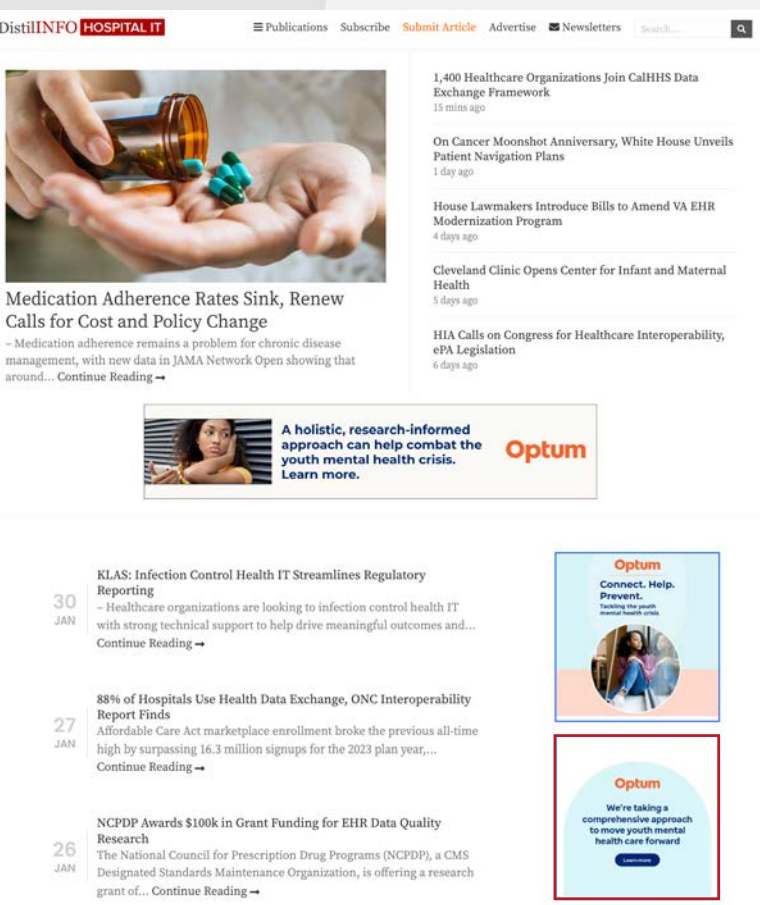 DistilINFO HOSPITAL IT
Publications Subscribe Submit Article Advertise Newsletters Search...
Medication Adherence Rates Sink, Renew
Calls for Cost and Policy Change
– Medication adherence remains a problem for chronic disease
management, with new data in JAMA Network Open showing that
around... Continue Reading →
1,400 Healthcare Organizations Join CalHHS Data
Exchange Framework
15 mins ago
On Cancer Moonshot Anniversary, White House Unveils
Patient Navigation Plans
1 day ago
House Lawmakers Introduce Bills to Amend VA EHR
Modernization Program
4 days ago
Cleveland Clinic Opens Center for Infant and Maternal
Health
5 days ago
HIA Calls on Congress for Healthcare Interoperability,
ePA Legislation
6 days ago
A holistic, research-informed
approach can help combat the
youth mental health crisis.
Learn more.
Optum
30
JAN
KLAS: Infection Control Health IT Streamlines Regulatory
Reporting
– Healthcare organizations are looking to infection control health IT
with strong technical support to help drive meaningful outcomes and...
Continue Reading →
27
JAN
88% of Hospitals Use Health Data Exchange, ONC Interoperability
Report Finds
Affordable Care Act marketplace enrollment broke the previous all-time
high by surpassing 16.3 million signups for the 2023 plan year,...
Continue Reading →
26
JAN
NCPDP Awards $100k in Grant Funding for EHR Data Quality
Research
The National Council for Prescription Drug Programs (NCPDP), a CMS
Designated Standards Maintenance Organization, is offering a research
grant of... Continue Reading →
Optum
Connect. Help.
Prevent.
Tackling the youth
mental health crisis
Optum
We're taking a
comprehensive approach
to move youth mental
health care forward
Learn more